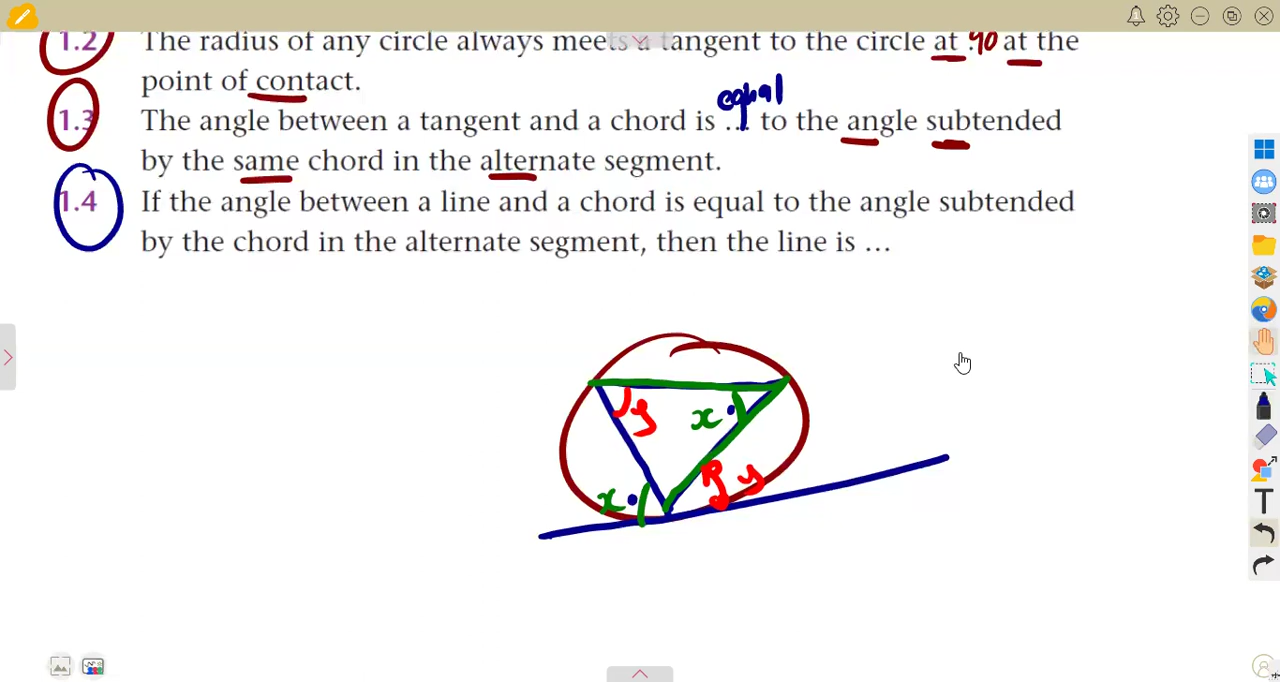 1.2 The radius of any circle always meets a tangent to the circle at 90 at the
point of contact.
equal
1.3 The angle between a tangent and a chord is ... to the angle subtended
by the same chord in the alternate segment.
1.4 If the angle between a line and a chord is equal to the angle subtended
by the chord in the alternate segment, then the line is ...
y x
x y
T